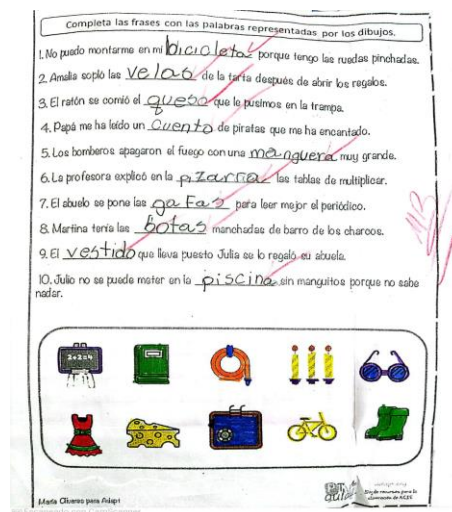 Completa las frases con las palabras representadas por los dibujos.
1. No puedo montarme en mi bicicleta porque tengo las ruedas pinchadas.
2. Amalia sopló las velas de la tarta después de abrir los regalos.
3. El ratón se comió el queso que le pusimos en la trampa.
4. Papá me ha leído un cuento de piratas que me ha encantado.
5. Los bomberos apagaron el fuego con una manguera muy grande.
6. La profesora explicó en la pizarra las tablas de multiplicar.
7. El abuelo se pone las gafas para leer mejor el periódico.
8. Martina tenía las botas manchadas de barro de los charcos.
9. El vestido que lleva puesto Julia se lo regaló su abuela.
10. Julio no se puede meter en la piscina sin manguitos porque no sabe
nadar.
2+2=4
María Olivares para Adapt